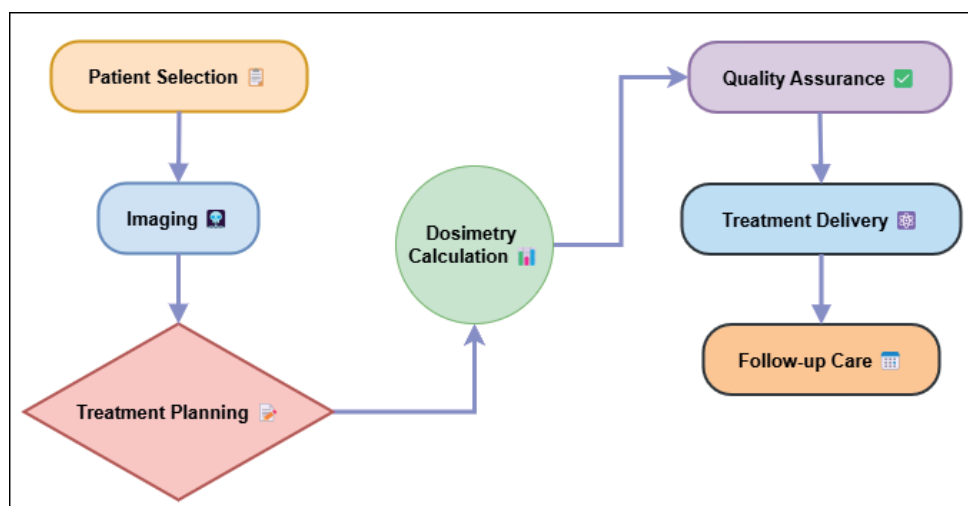 Patient Selection 📋
Imaging 🩻
Treatment Planning 📝
Dosimetry
Calculation 📊
Quality Assurance ✅
Treatment Delivery ⚛️
Follow-up Care 📅